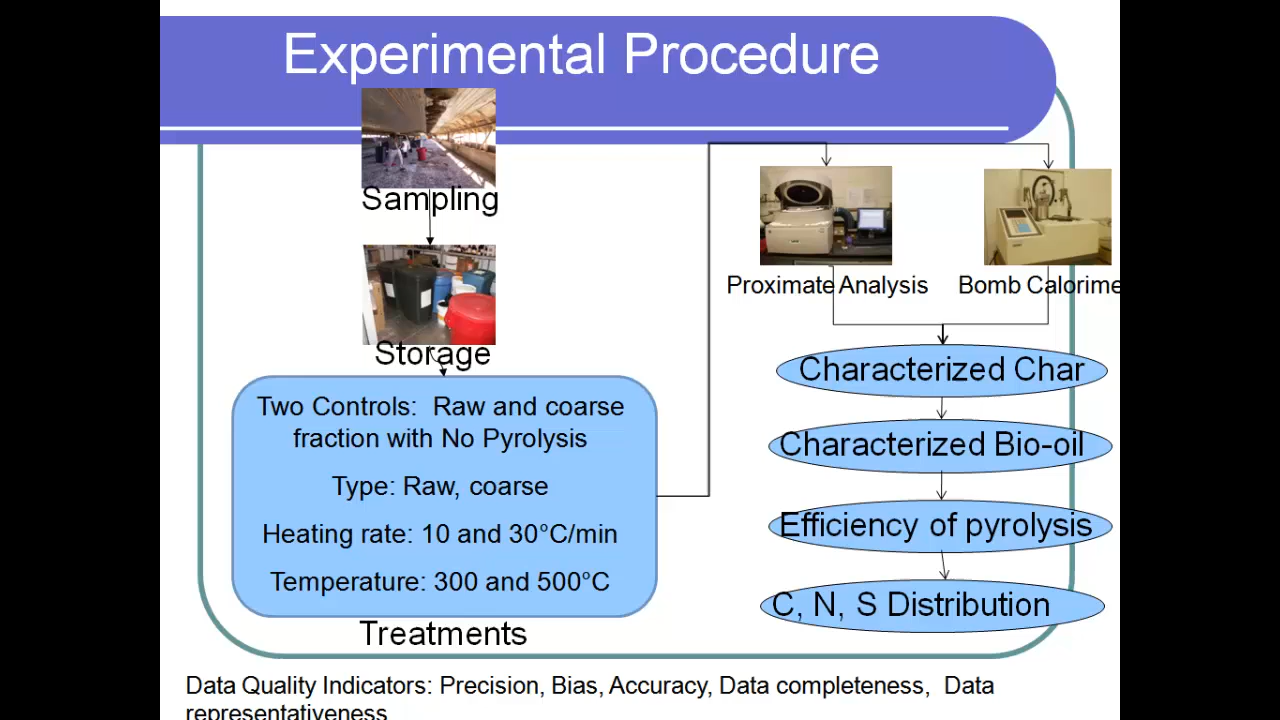 Experimental Procedure
Sampling
Storage
Two Controls: Raw and coarse
fraction with No Pyrolysis
Type: Raw, coarse
Heating rate: 10 and 30°C/min
Temperature: 300 and 500°C
Treatments
Proximate Analysis
Bomb Calorime
Characterized Char
Characterized Bio-oil
Efficiency of pyrolysis
C, N, S Distribution
Data Quality Indicators: Precision, Bias, Accuracy, Data completeness, Data
representativeness